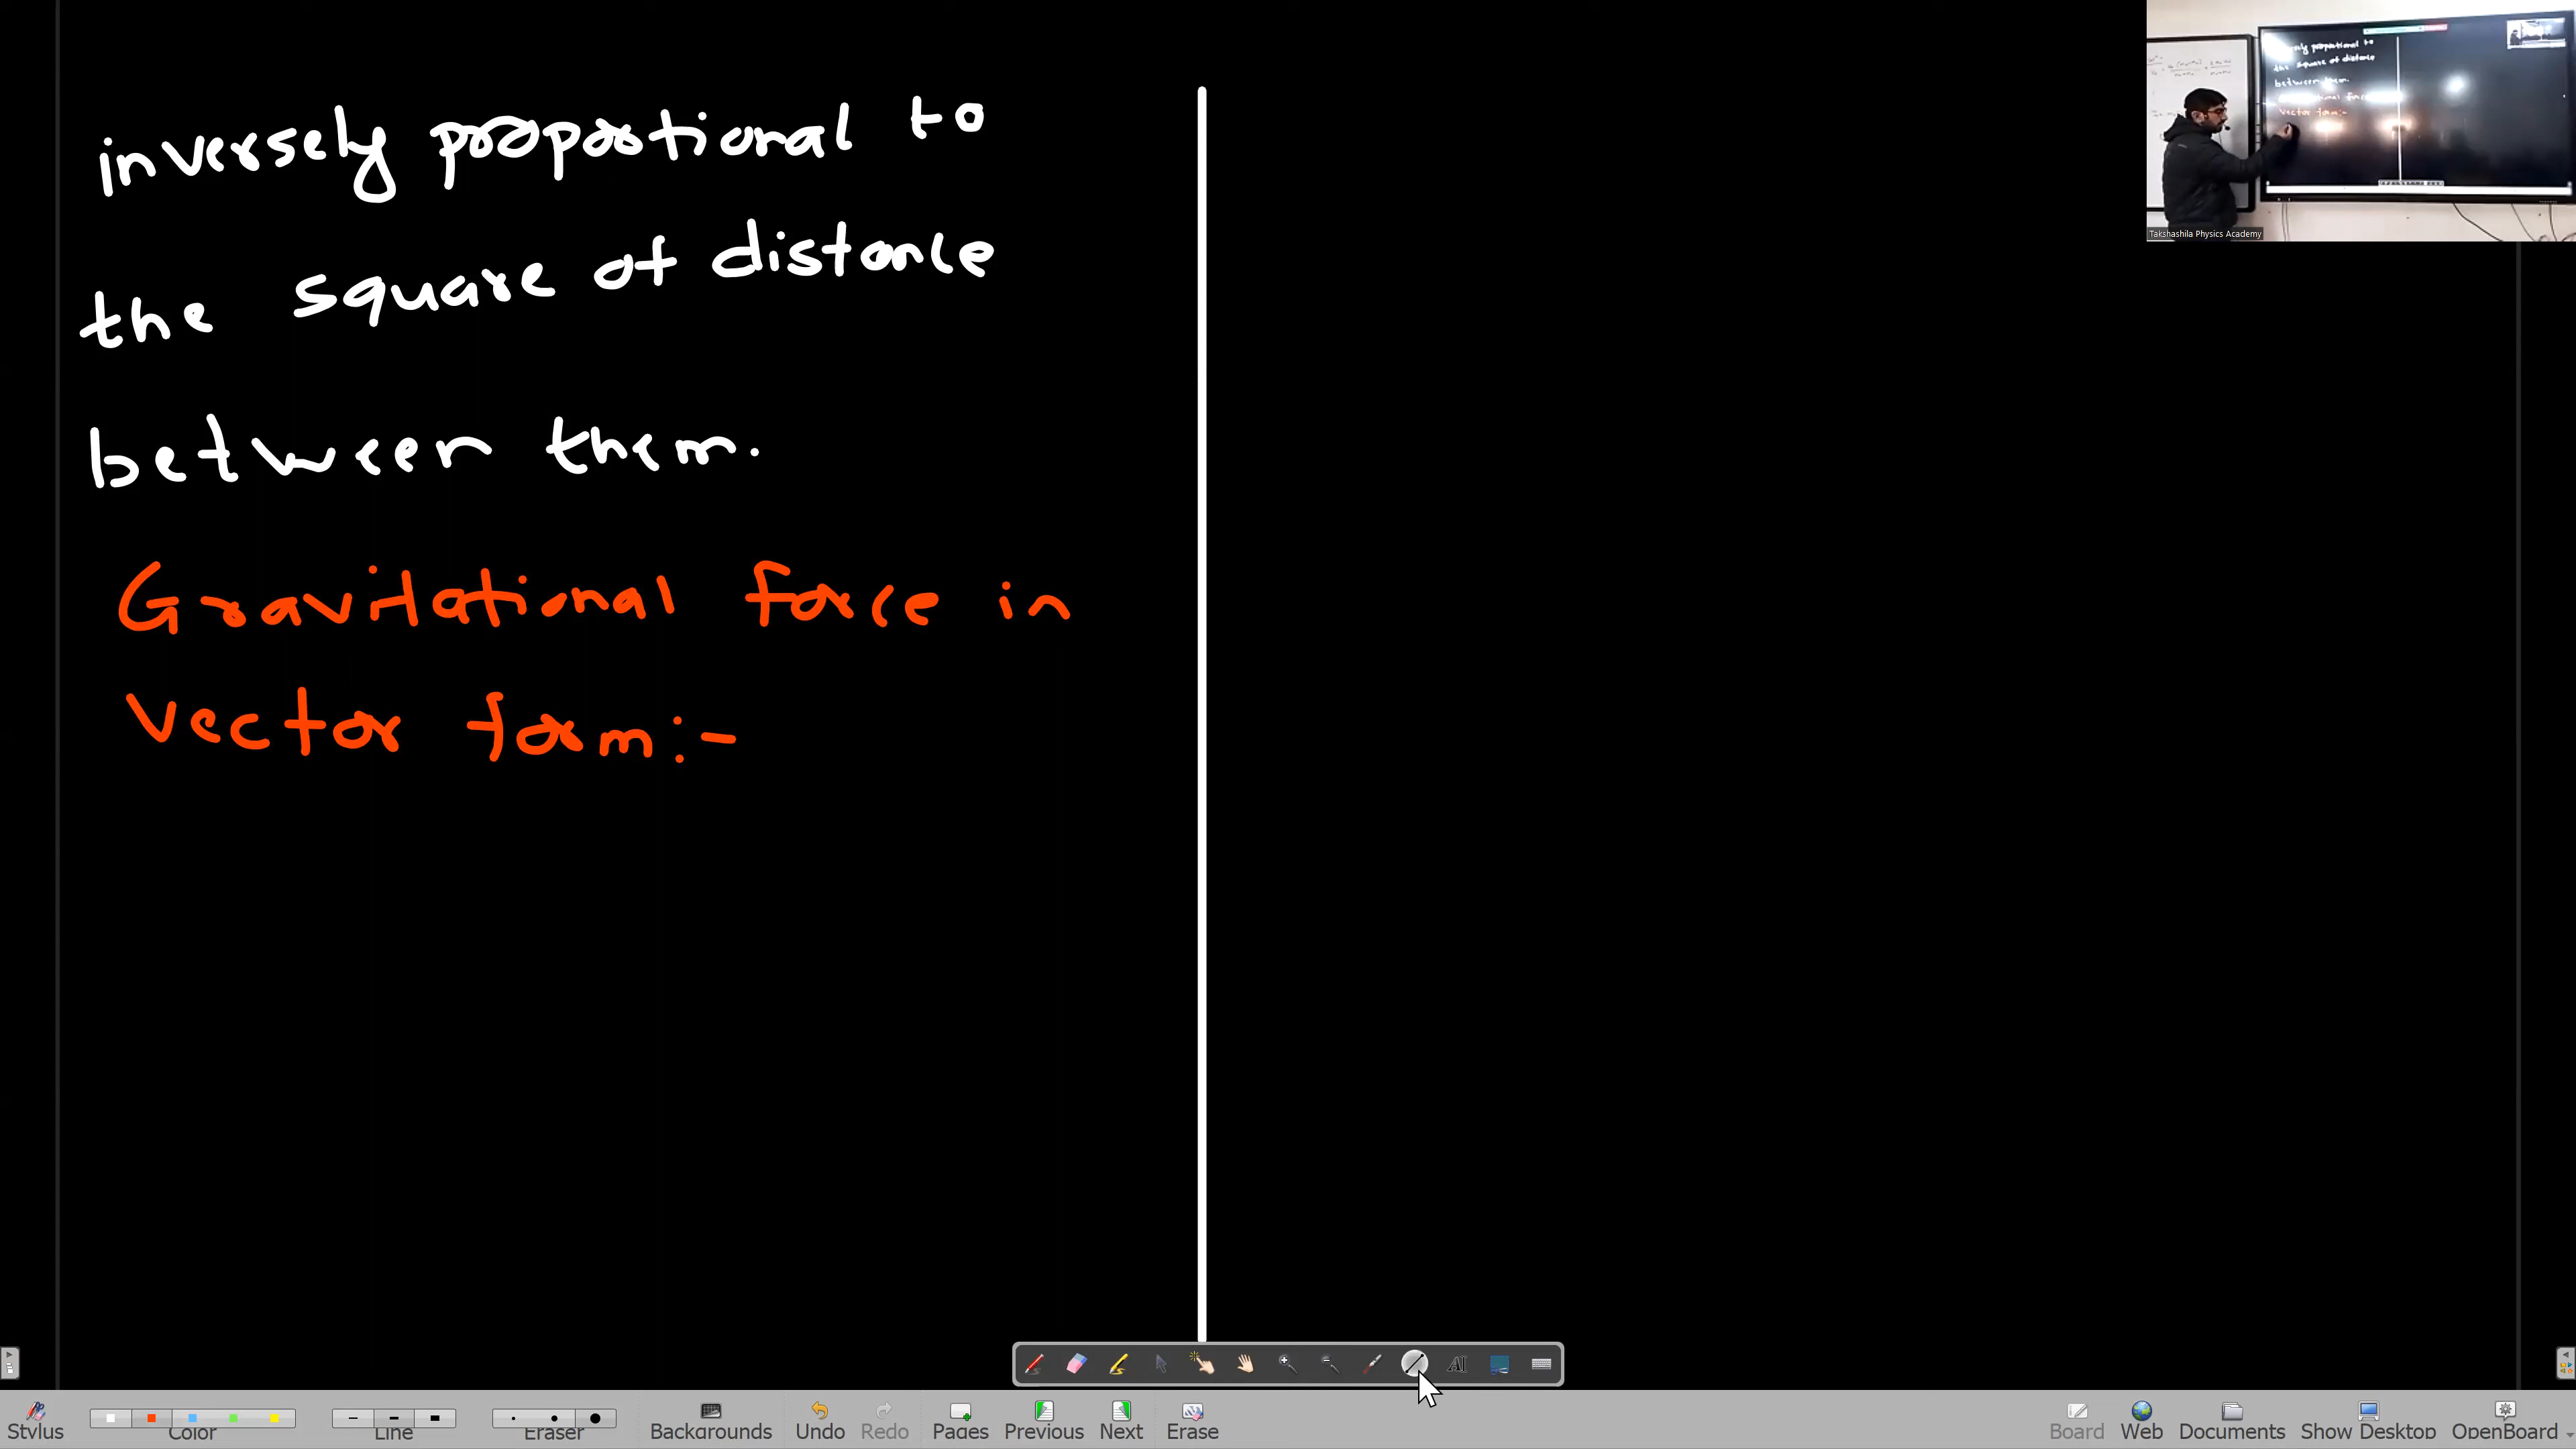 inversely proportional to
the square of distance
between them.
Gravitational force in
Vector form:-
Takshashila Physics Academy
Stylus
Color
Line
Eraser
Backgrounds
Undo
Redo
Pages
Previous
Next
Erase
Board
Web
Documents
Show Desktop
OpenBoard